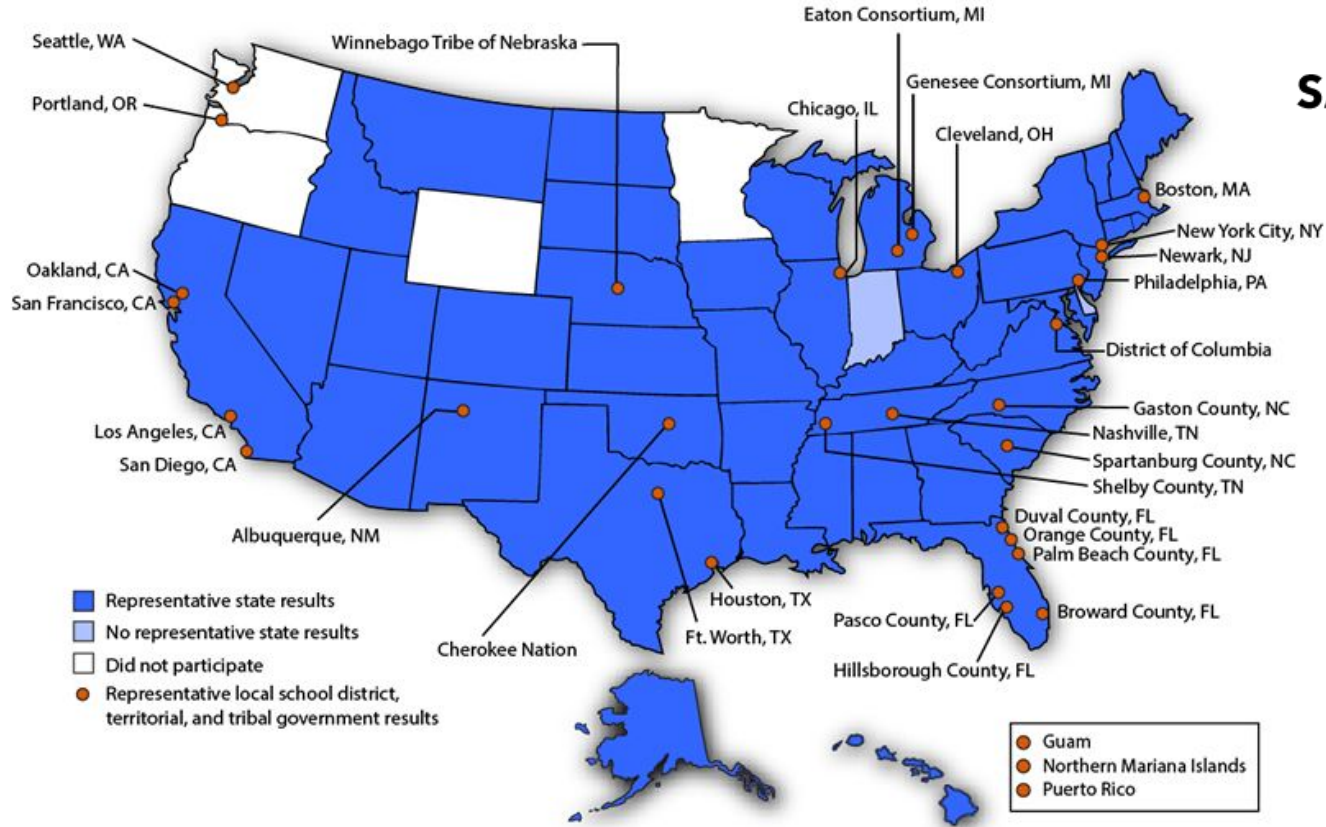 Eaton Consortium, MI
Seattle, WA
Winnebago Tribe of Nebraska
Genesee Consortium, MI
Portland, OR
Chicago, IL
Cleveland, OH
Boston, MA
New York City, NY
Newark, NJ
Oakland, CA
Philadelphia, PA
San Francisco, CA
District of Columbia
Gaston County, NC
Los Angeles, CA
Nashville, TN
San Diego, CA
Spartanburg County, NC
Shelby County, TN
Duval County, FL
Albuquerque, NM
Orange County, FL
Palm Beach County, FL
Houston, TX
Pasco County, FL
Broward County, FL
Ft. Worth, TX
Cherokee Nation
Hillsborough County, FL
Representative state results
No representative state results
Did not participate
Representative local school district,
territorial, and tribal government results
Guam
Northern Mariana Islands
Puerto Rico